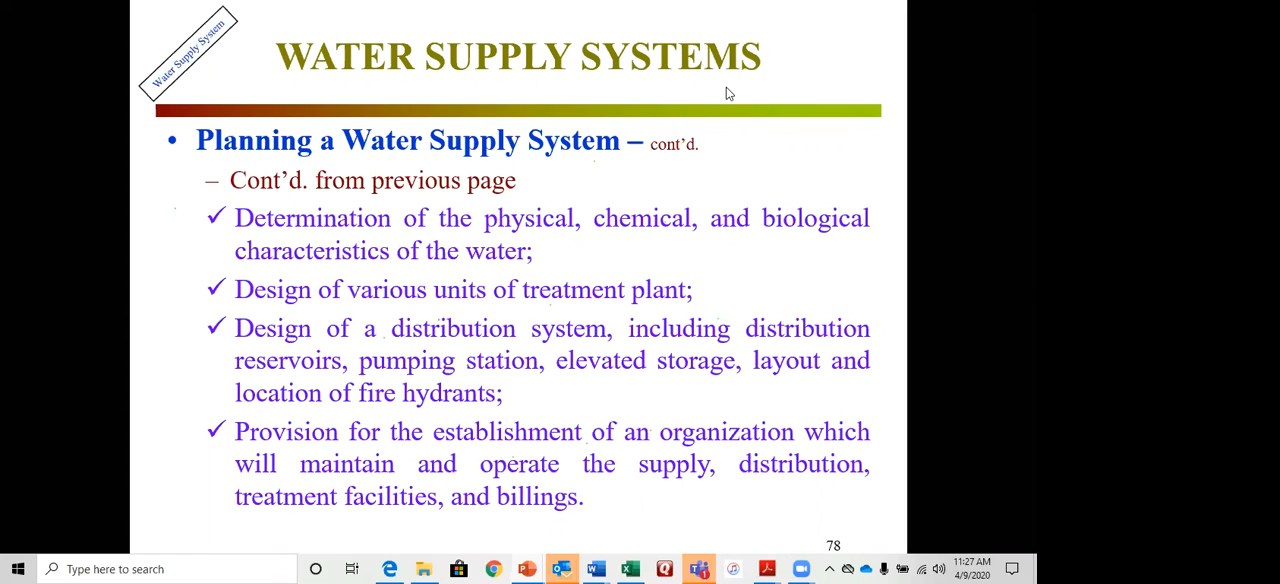 Water Supply System
WATER SUPPLY SYSTEMS
• Planning a Water Supply System – cont’d.
– Cont’d. from previous page
✓ Determination of the physical, chemical, and biological
characteristics of the water;
✓ Design of various units of treatment plant;
✓ Design of a distribution system, including distribution
reservoirs, pumping station, elevated storage, layout and
location of fire hydrants;
✓ Provision for the establishment of an organization which
will maintain and operate the supply, distribution,
treatment facilities, and billings.
78
Type here to search
11:27 AM
4/9/2020